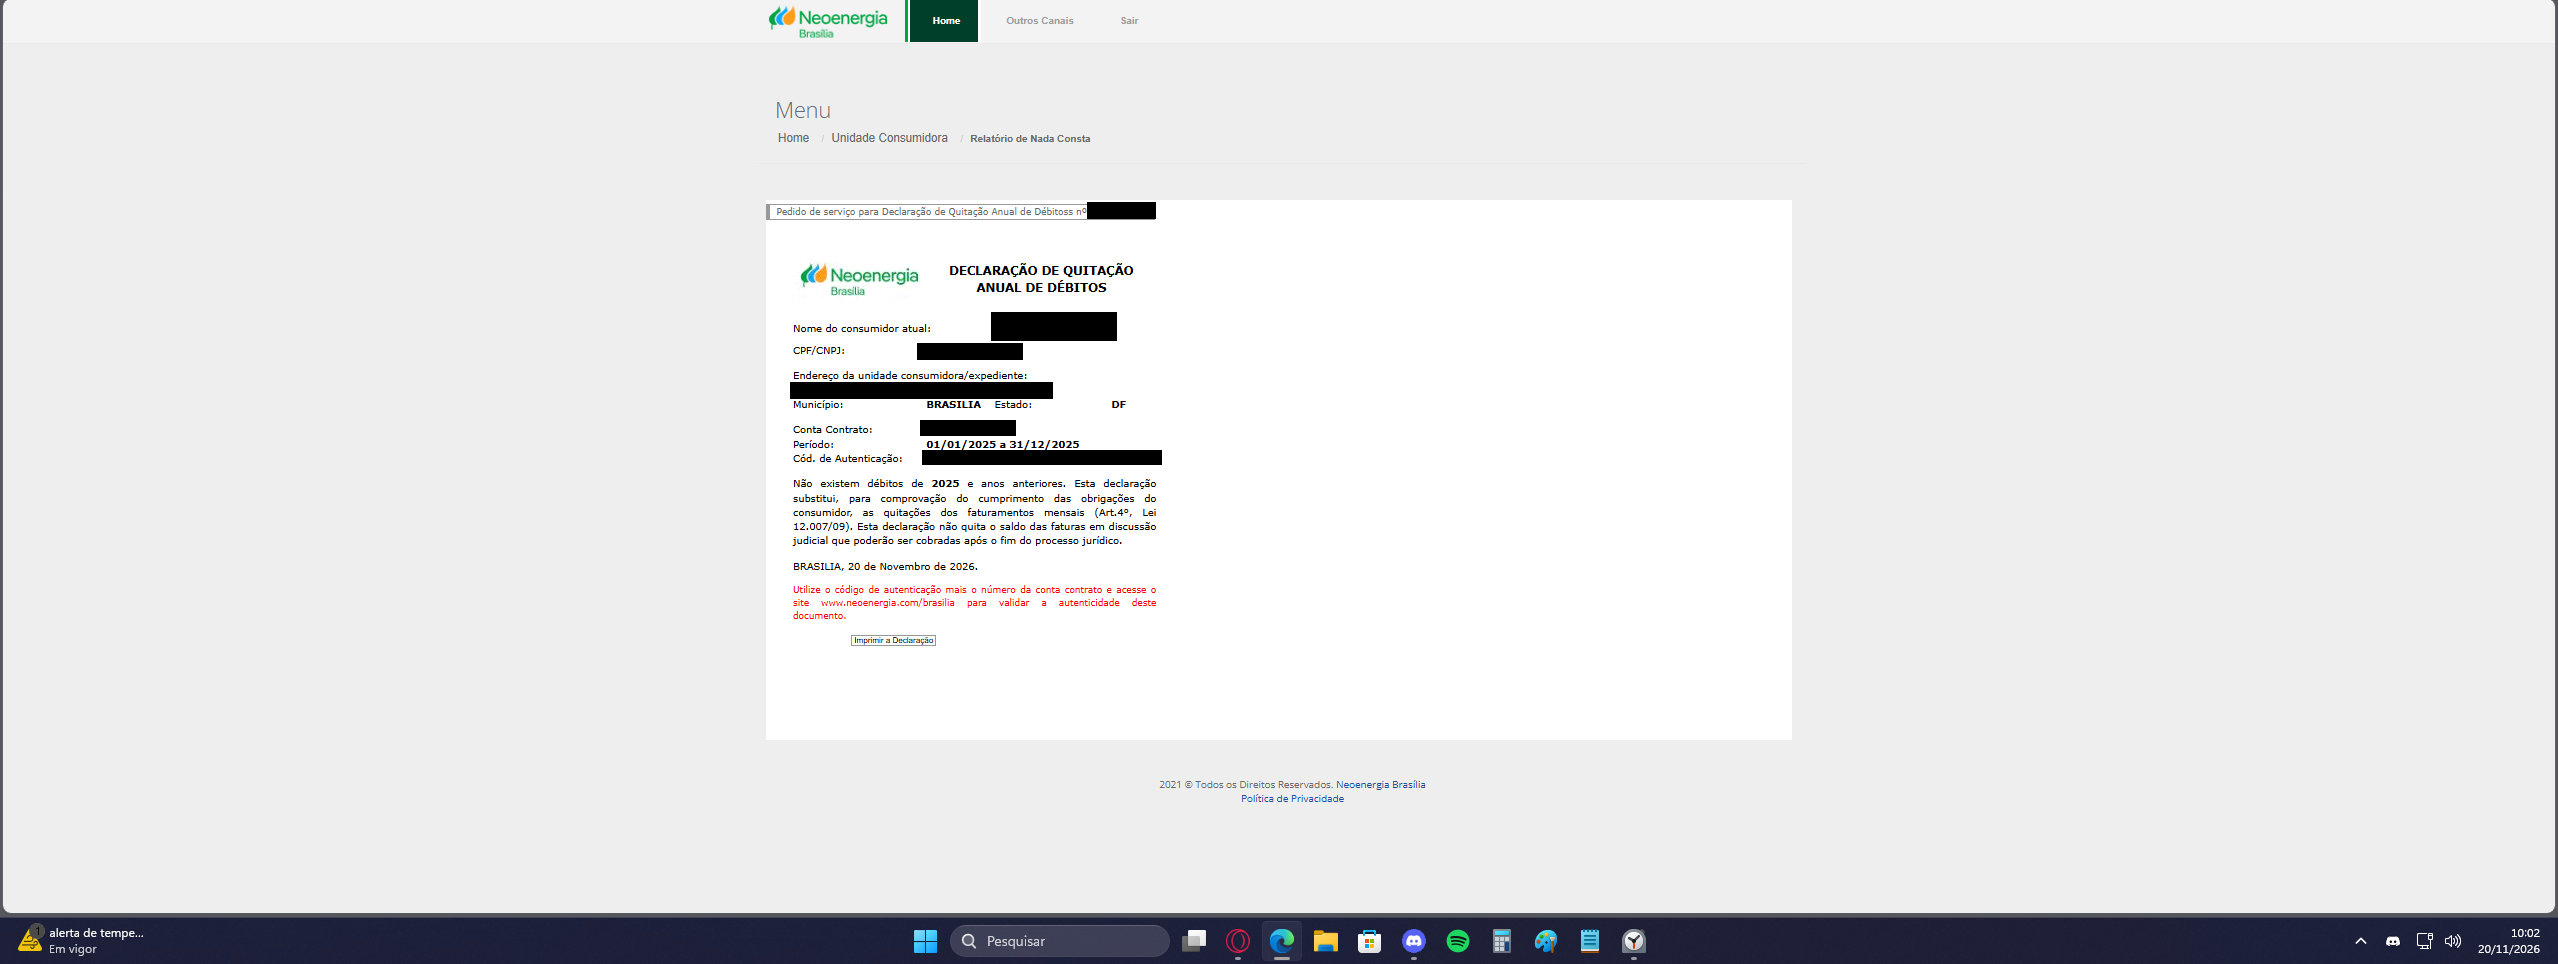 Neoenergia
Brasília
Home
Outros Canais
Sair
Menu
Home / Unidade Consumidora / Relatório de Nada Consta
Pedido de serviço para Declaração de Quitação Anual de Débitoss nº
Neoenergia
Brasília
DECLARAÇÃO DE QUITAÇÃO
ANUAL DE DÉBITOS
Nome do consumidor atual:
CPF/CNPJ:
Endereço da unidade consumidora/expediente:
Município: BRASILIA Estado: DF
Conta Contrato:
Período: 01/01/2025 a 31/12/2025
Cód. de Autenticação:
Não existem débitos de 2025 e anos anteriores. Esta declaração
substitui, para comprovação do cumprimento das obrigações do
consumidor, as quitações dos faturamentos mensais (Art.4º, Lei
12.007/09). Esta declaração não quita o saldo das faturas em discussão
judicial que poderão ser cobradas após o fim do processo jurídico.
BRASILIA, 20 de Novembro de 2026.
Utilize o código de autenticação mais o número da conta contrato e acesse o
site www.neoenergia.com/brasilia para validar a autenticidade deste
documento.
Imprimir a Declaração
2021 © Todos os Direitos Reservados. Neoenergia Brasília
Política de Privacidade
1
alerta de tempe...
Em vigor
Pesquisar
10:02
20/11/2026